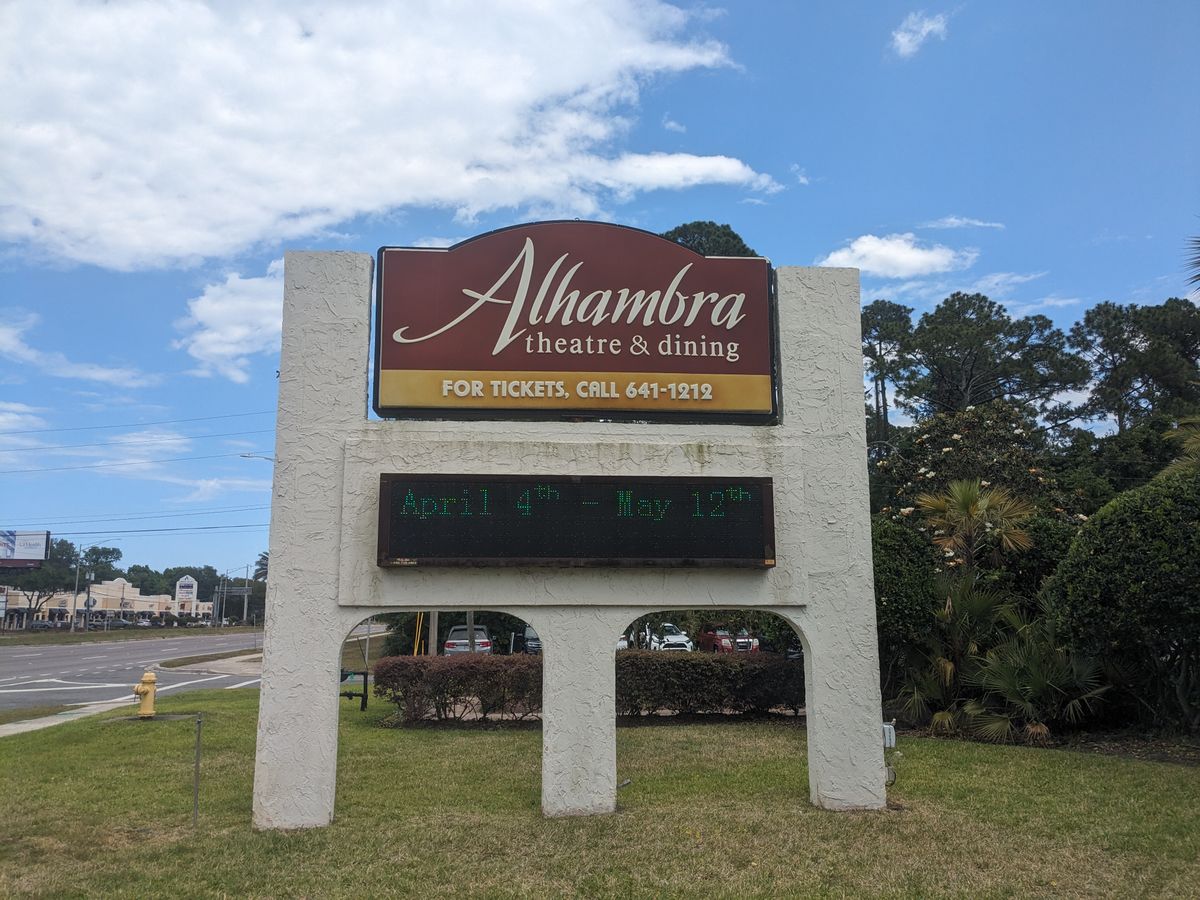 Alhambra
theatre & dining
FOR TICKETS, CALL 641-1212
April 4th - May 12th